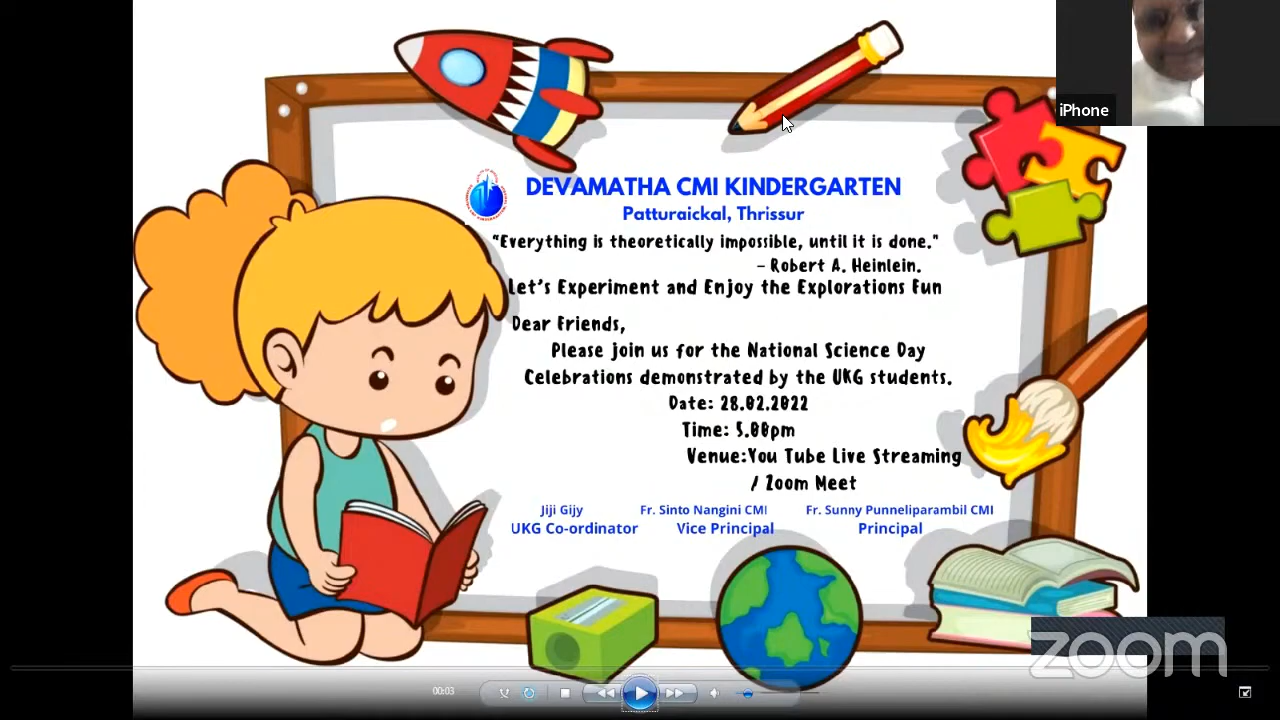 iPhone
DEVAMATHA CMI KINDERGARTEN
Patturaickal, Thrissur
"Everything is theoretically impossible, until it is done."
- Robert A. Heinlein.
Let's Experiment and Enjoy the Explorations Fun
Dear Friends,
Please join us for the National Science Day
Celebrations demonstrated by the UKG students.
Date: 28.02.2022
Time: 5.00pm
Venue:You Tube Live Streaming
/ Zoom Meet
Jiji Gijy Fr. Sinto Nangini CMI Fr. Sunny Punneliparambil CMI
UKG Co-ordinator Vice Principal Principal
zoom
00:03